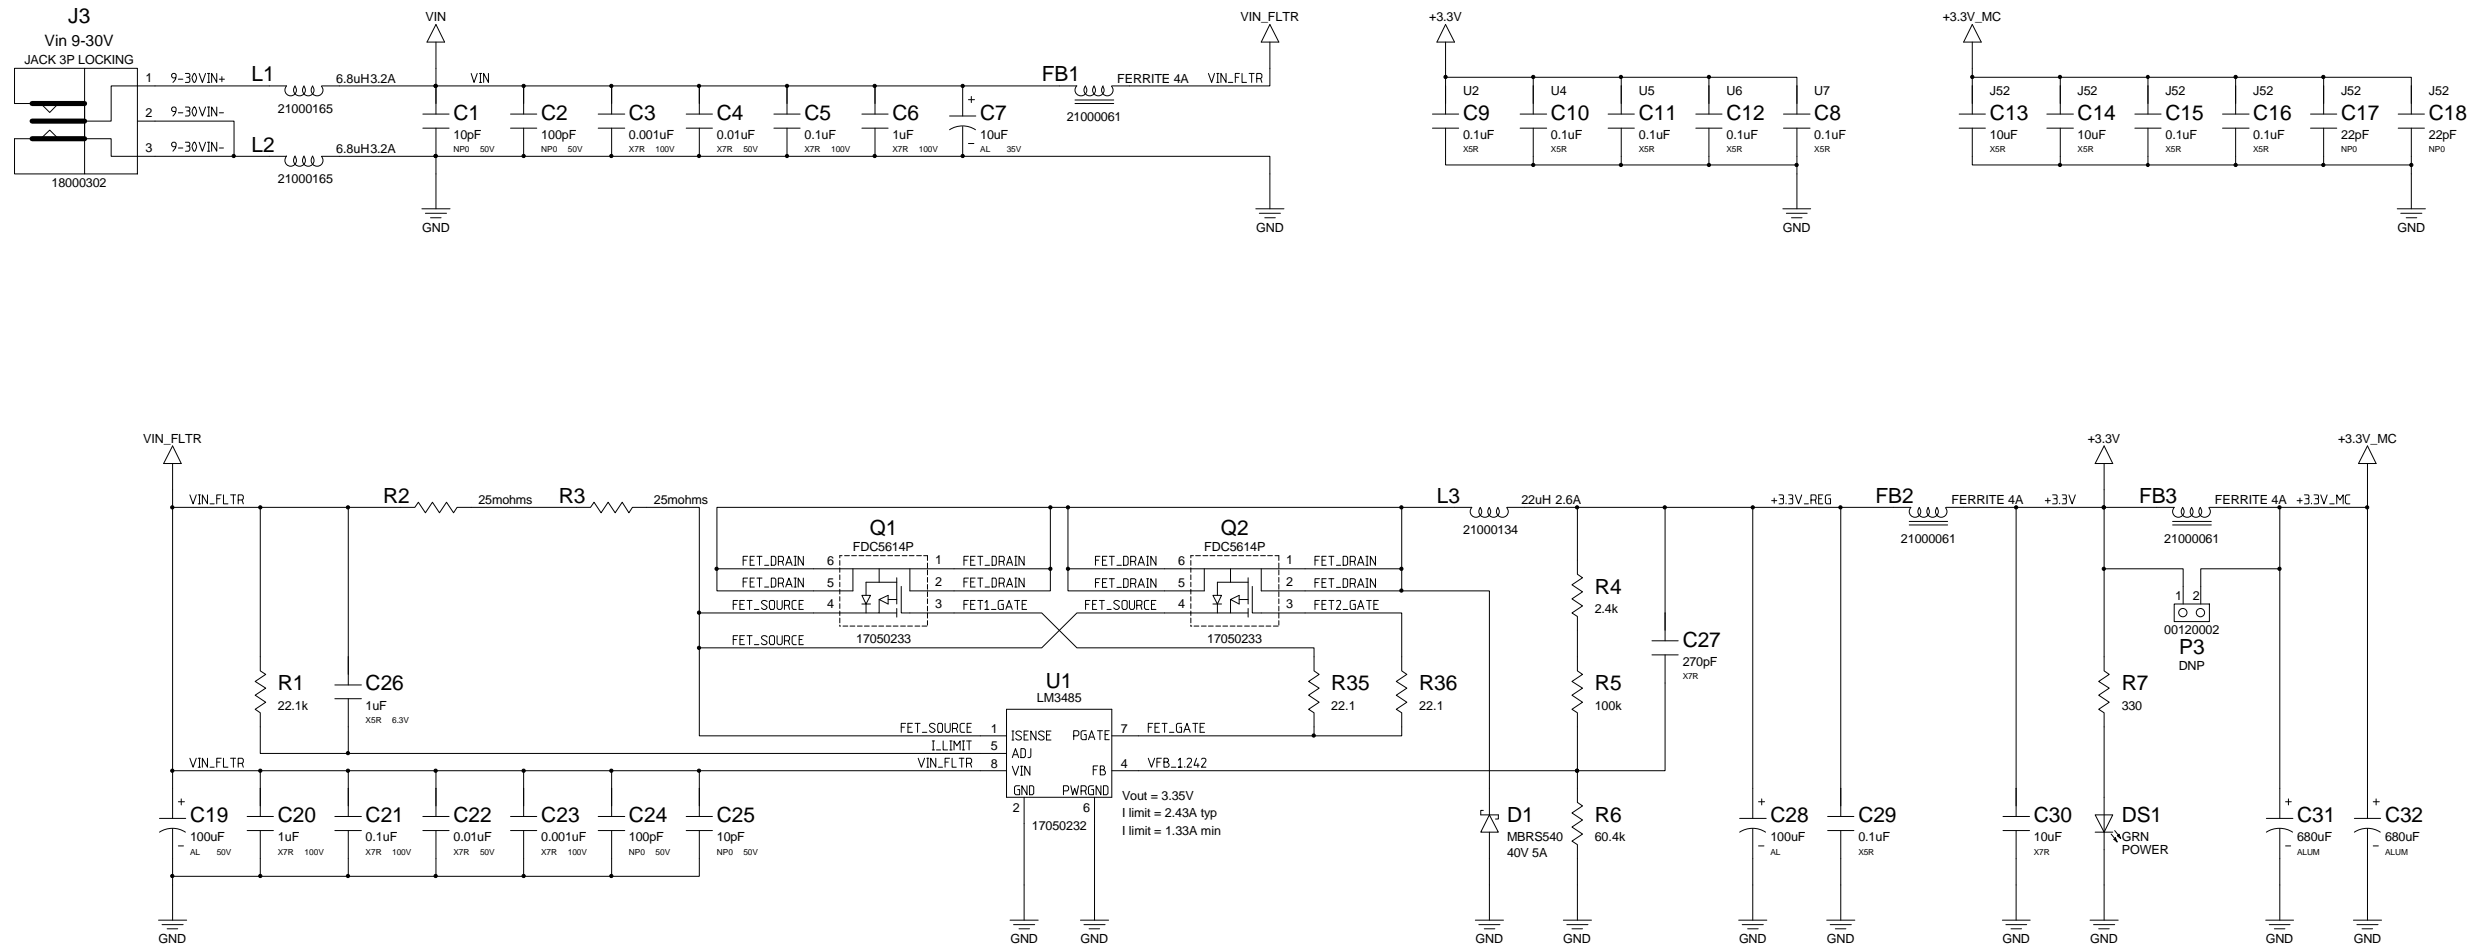 J3
Vin 9-30V
JACK 3P LOCKING
1 9-30VIN+
2 9-30VIN-
3 9-30VIN-
18000302
L1 6.8uH3.2A
21000165
L2 6.8uH3.2A
21000165
VIN
VIN
C1
10pF
NP0 50V
C2
100pF
NP0 50V
C3
0.001uF
X7R 100V
C4
0.01uF
X7R 50V
C5
0.1uF
X7R 100V
C6
1uF
X7R 100V
+
C7
10uF
− AL 35V
GND
FB1 FERRITE 4A VIN_FLTR
21000061
VIN_FLTR
GND
+3.3V
U2
C9
0.1uF
X5R
U4
C10
0.1uF
X5R
U5
C11
0.1uF
X5R
U6
C12
0.1uF
X5R
U7
C8
0.1uF
X5R
GND
+3.3V_MC
J52
C13
10uF
X5R
J52
C14
10uF
X5R
J52
C15
0.1uF
X5R
J52
C16
0.1uF
X5R
J52
C17
22pF
NP0
J52
C18
22pF
NP0
GND
VIN_FLTR
VIN_FLTR
R2 25mohms
R3 25mohms
R1
22.1k
C26
1uF
X5R 6.3V
VIN_FLTR
+
C19
100uF
− AL 50V
C20
1uF
X7R 100V
C21
0.1uF
X7R 100V
C22
0.01uF
X7R 50V
C23
0.001uF
X7R 100V
C24
100pF
NP0 50V
C25
10pF
NP0 50V
GND
Q1
FDC5614P
FET_DRAIN 6
FET_DRAIN 5
FET_SOURCE 4
1 FET_DRAIN
2 FET_DRAIN
3 FET1_GATE
17050233
FET_SOURCE
Q2
FDC5614P
FET_DRAIN 6
FET_DRAIN 5
FET_SOURCE 4
1 FET_DRAIN
2 FET_DRAIN
3 FET2_GATE
17050233
R35
22.1
R36
22.1
U1
LM3485
FET_SOURCE 1 ISENSE
I_LIMIT 5 ADJ
VIN_FLTR 8 VIN
PGATE 7 FET_GATE
FB 4 VFB_1.242
GND PWRGND
2 6
17050232
Vout = 3.35V
I limit = 2.43A typ
I limit = 1.33A min
GND
GND
L3 22uH 2.6A
21000134
D1
MBRS540
40V 5A
GND
R4
2.4k
R5
100k
R6
60.4k
GND
C27
270pF
X7R
+
C28
100uF
− AL
GND
+3.3V_REG
C29
0.1uF
X5R
GND
FB2 FERRITE 4A +3.3V
21000061
C30
10uF
X7R
GND
+3.3V
R7
330
DS1
GRN
POWER
GND
FB3 FERRITE 4A +3.3V_MC
21000061
1 2
00120002
P3
DNP
+
C31
680uF
− ALUM
GND
+3.3V_MC
+
C32
680uF
− ALUM
GND